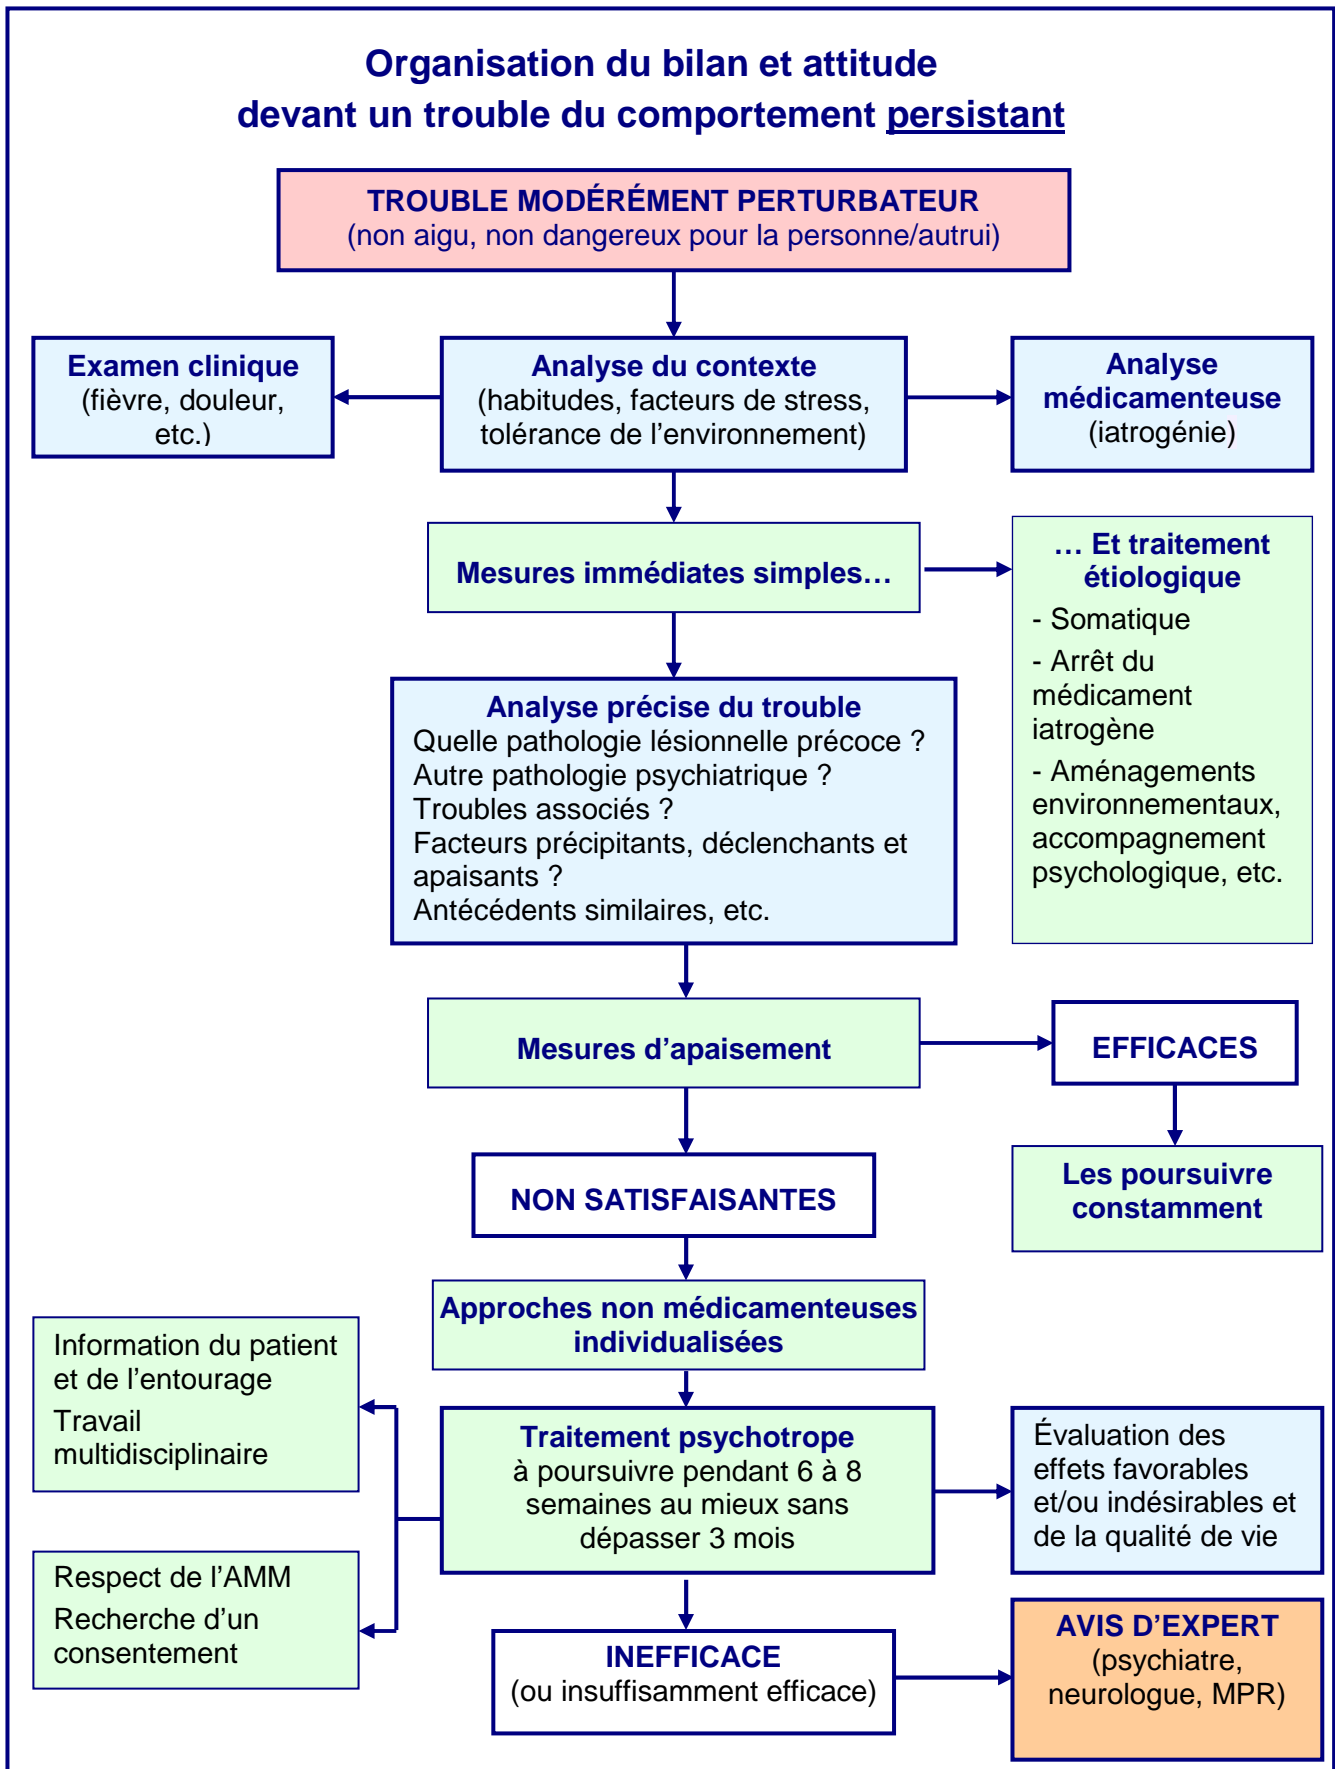 Organisation du bilan et attitude
devant un trouble du comportement persistant
TROUBLE MODÉRÉMENT PERTURBATEUR
(non aigu, non dangereux pour la personne/autrui)
Examen clinique
(fièvre, douleur,
etc.)
Analyse du contexte
(habitudes, facteurs de stress,
tolérance de l’environnement)
Analyse
médicamenteuse
(iatrogénie)
Mesures immédiates simples…
… Et traitement
étiologique
- Somatique
- Arrêt du
médicament
iatrogène
- Aménagements
environnementaux,
accompagnement
psychologique, etc.
Analyse précise du trouble
Quelle pathologie lésionnelle précoce ?
Autre pathologie psychiatrique ?
Troubles associés ?
Facteurs précipitants, déclenchants et
apaisants ?
Antécédents similaires, etc.
Mesures d’apaisement
EFFICACES
Les poursuivre
constamment
NON SATISFAISANTES
Approches non médicamenteuses
individualisées
Information du patient
et de l’entourage
Travail
multidisciplinaire
Traitement psychotrope
à poursuivre pendant 6 à 8
semaines au mieux sans
dépasser 3 mois
Évaluation des
effets favorables
et/ou indésirables et
de la qualité de vie
Respect de l’AMM
Recherche d’un
consentement
INEFFICACE
(ou insuffisamment efficace)
AVIS D’EXPERT
(psychiatre,
neurologue, MPR)